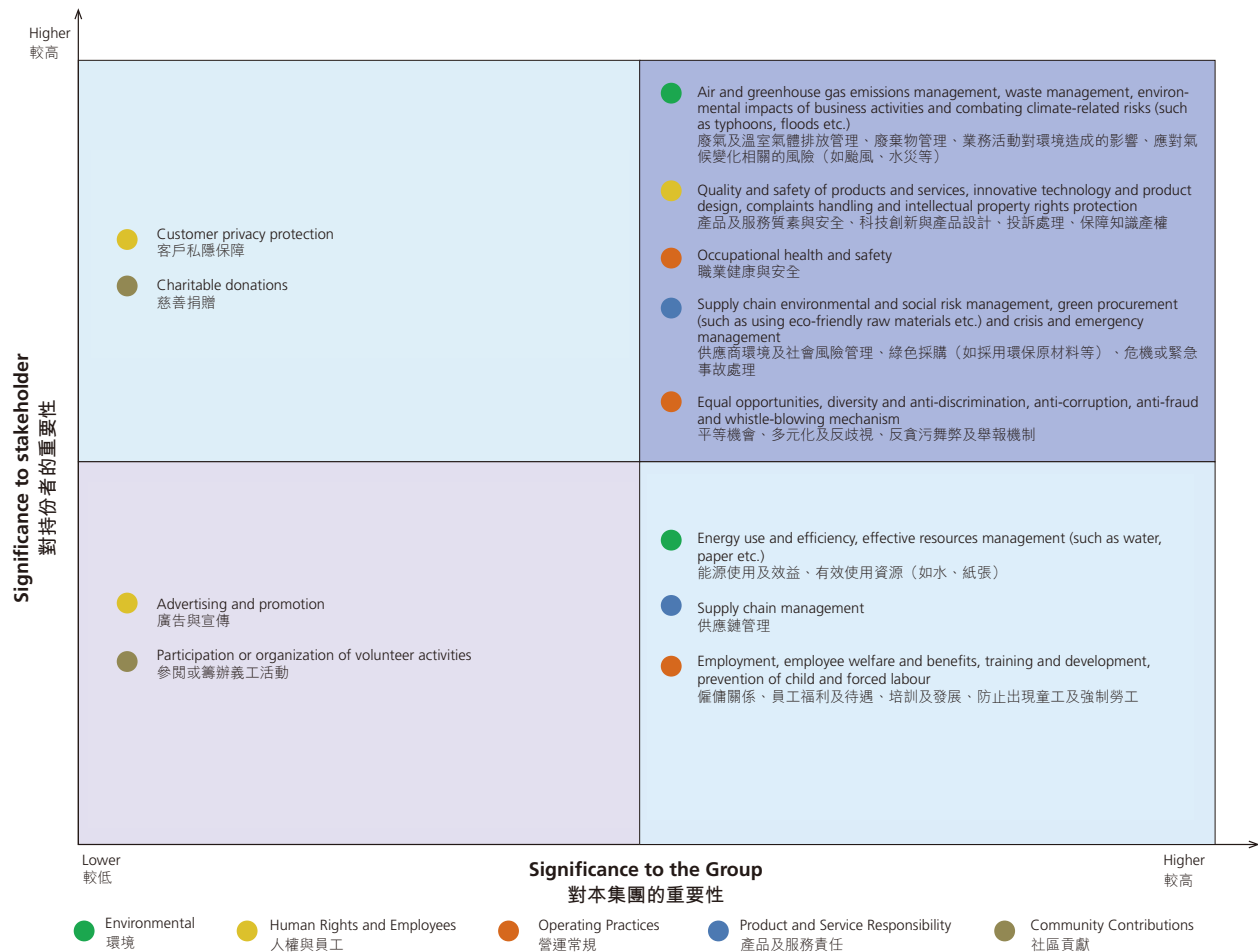 Higher
較高
Air and greenhouse gas emissions management, waste management, environ-
mental impacts of business activities and combating climate-related risks (such
as typhoons, floods etc.)
廢氣及溫室氣體排放管理、廢棄物管理、業務活動對環境造成的影響、應對氣
候變化相關的風險（如颱風、水災等）
Quality and safety of products and services, innovative technology and product
design, complaints handling and intellectual property rights protection
產品及服務質素與安全、科技創新與產品設計、投訴處理、保障知識產權
Customer privacy protection
客戶私隱保障
Occupational health and safety
職業健康與安全
Charitable donations
慈善捐贈
Supply chain environmental and social risk management, green procurement
(such as using eco-friendly raw materials etc.) and crisis and emergency
management
供應商環境及社會風險管理、綠色採購（如採用環保原材料等）、危機或緊急
事故處理
Equal opportunities, diversity and anti-discrimination, anti-corruption, anti-fraud
and whistle-blowing mechanism
平等機會、多元化及反歧視、反貪污舞弊及舉報機制
Significance to stakeholder
對持份者的重要性
Energy use and efficiency, effective resources management (such as water,
paper etc.)
能源使用及效益、有效使用資源（如水、紙張）
Advertising and promotion
廣告與宣傳
Supply chain management
供應鏈管理
Participation or organization of volunteer activities
參閱或籌辦義工活動
Employment, employee welfare and benefits, training and development,
prevention of child and forced labour
僱傭關係、員工福利及待遇、培訓及發展、防止出現童工及強制勞工
Lower
較低
Significance to the Group
對本集團的重要性
Higher
較高
Environmental
環境
Human Rights and Employees
人權與員工
Operating Practices
營運常規
Product and Service Responsibility
產品及服務責任
Community Contributions
社區貢獻